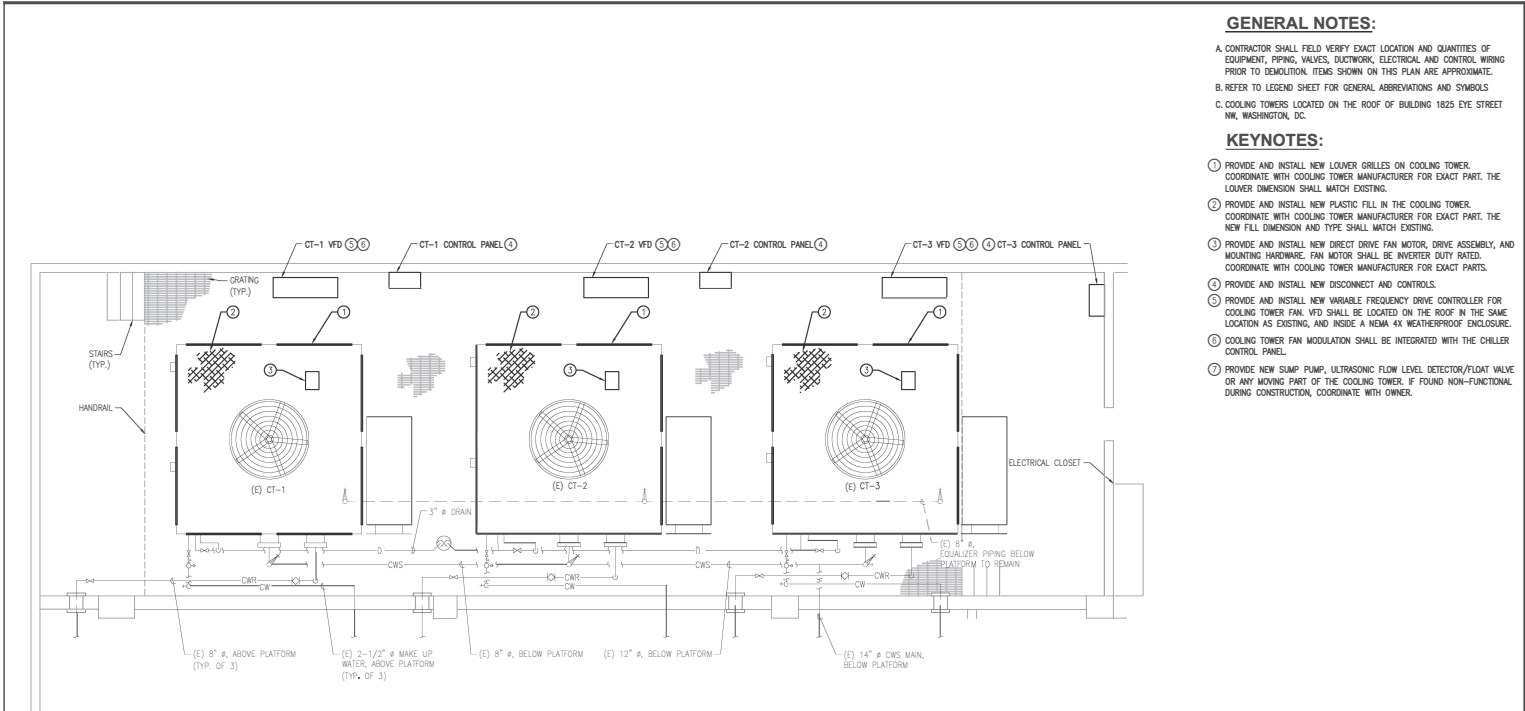 GENERAL NOTES:
A. CONTRACTOR SHALL FIELD VERIFY EXACT LOCATION AND QUANTITIES OF
EQUIPMENT, PIPING, VALVES, DUCTWORK, ELECTRICAL AND CONTROL WIRING
PRIOR TO DEMOLITION. ITEMS SHOWN ON THIS PLAN ARE APPROXIMATE.
B. REFER TO LEGEND SHEET FOR GENERAL ABBREVIATIONS AND SYMBOLS
C. COOLING TOWERS LOCATED ON THE ROOF OF BUILDING 1825 EYE STREET
NW, WASHINGTON, DC.
KEYNOTES:
1 PROVIDE AND INSTALL NEW LOUVER GRILLES ON COOLING TOWER.
COORDINATE WITH COOLING TOWER MANUFACTURER FOR EXACT PART. THE
LOUVER DIMENSION SHALL MATCH EXISTING.
2 PROVIDE AND INSTALL NEW PLASTIC FILL IN THE COOLING TOWER.
COORDINATE WITH COOLING TOWER MANUFACTURER FOR EXACT PART. THE
NEW FILL DIMENSION AND TYPE SHALL MATCH EXISTING.
3 PROVIDE AND INSTALL NEW DIRECT DRIVE FAN MOTOR, DRIVE ASSEMBLY, AND
MOUNTING HARDWARE. FAN MOTOR SHALL BE INVERTER DUTY RATED.
COORDINATE WITH COOLING TOWER MANUFACTURER FOR EXACT PARTS.
4 PROVIDE AND INSTALL NEW DISCONNECT AND CONTROLS.
5 PROVIDE AND INSTALL NEW VARIABLE FREQUENCY DRIVE CONTROLLER FOR
COOLING TOWER FAN. VFD SHALL BE LOCATED ON THE ROOF IN THE SAME
LOCATION AS EXISTING, AND INSIDE A NEMA 4X WEATHERPROOF ENCLOSURE.
6 COOLING TOWER FAN MODULATION SHALL BE INTEGRATED WITH THE CHILLER
CONTROL PANEL.
7 PROVIDE NEW SUMP PUMP, ULTRASONIC FLOW LEVEL DETECTOR/FLOAT VALVE
OR ANY MOVING PART OF THE COOLING TOWER. IF FOUND NON-FUNCTIONAL
DURING CONSTRUCTION, COORDINATE WITH OWNER.
CT-1 VFD 5 6
CT-1 CONTROL PANEL 4
CT-2 VFD 5 6
CT-2 CONTROL PANEL 4
CT-3 VFD 5 6
4 CT-3 CONTROL PANEL
GRATING
(TYP.)
2
1
2
1
2
1
STAIRS
(TYP.)
3
3
3
HANDRAIL
ELECTRICAL CLOSET
(E) CT-1
(E) CT-2
(E) CT-3
3" ø DRAIN
(E) 8" ø,
EQUALIZER PIPING BELOW
PLATFORM TO REMAIN
D
D
CWS
CWS
CWR
CWR
CWR
CW
CW
CW
(E) 8" ø, ABOVE PLATFORM
(TYP. OF 3)
(E) 2-1/2" ø MAKE UP
WATER, ABOVE PLATFORM
(TYP. OF 3)
(E) 8" ø, BELOW PLATFORM
(E) 12" ø, BELOW PLATFORM
(E) 14" ø CWS MAIN,
BELOW PLATFORM